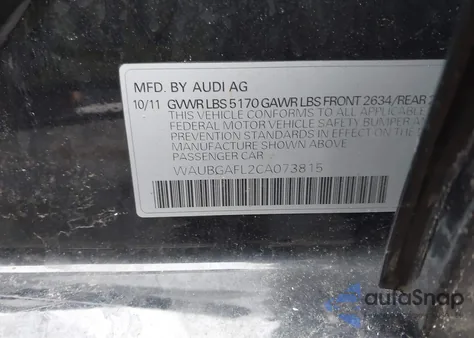 MFD. BY AUDI AG
10/11 GVWR LBS 5170 GAWR LBS FRONT 2634/REAR
THIS VEHICLE CONFORMS TO ALL APPLICABLE
FEDERAL MOTOR VEHICLE SAFETY BUMPER AND
PREVENTION STANDARDS IN EFFECT ON THE
MANUFACTURE SHOWN ABOVE
PASSENGER CAR
WAUBGAFL2CA073815
autoSnap